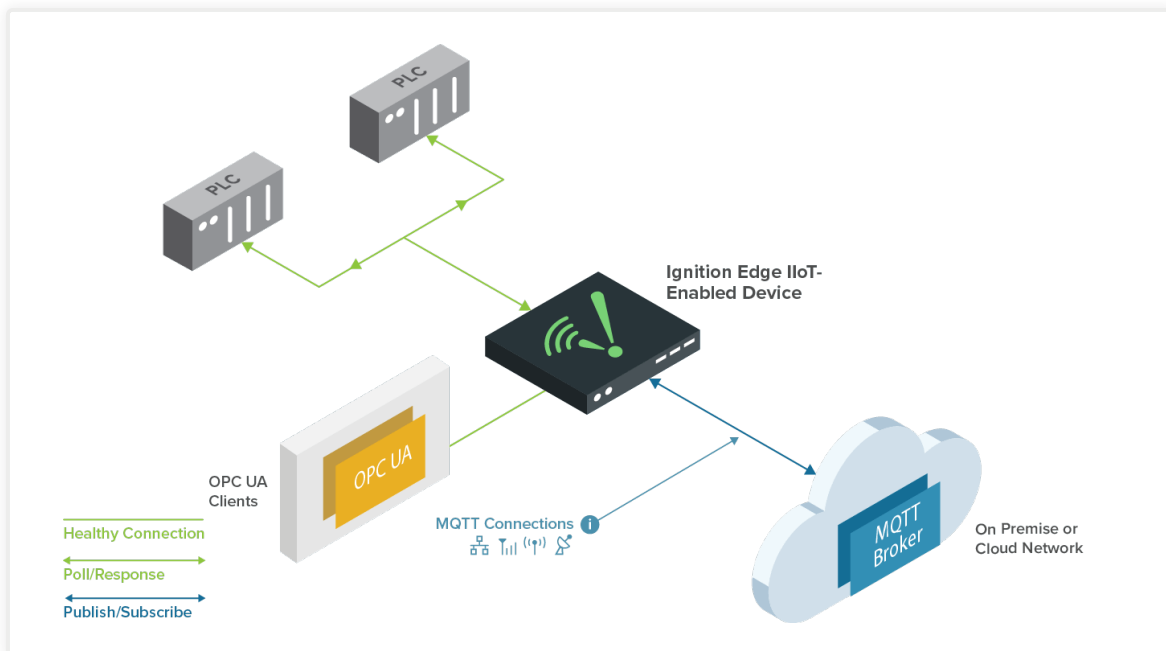 PLC
PLC
Ignition Edge IIoT-
Enabled Device
OPC UA
OPC UA
Clients
MQTT Connections i
MQTT
Broker
On Premise or
Cloud Network
Healthy Connection
Poll/Response
Publish/Subscribe